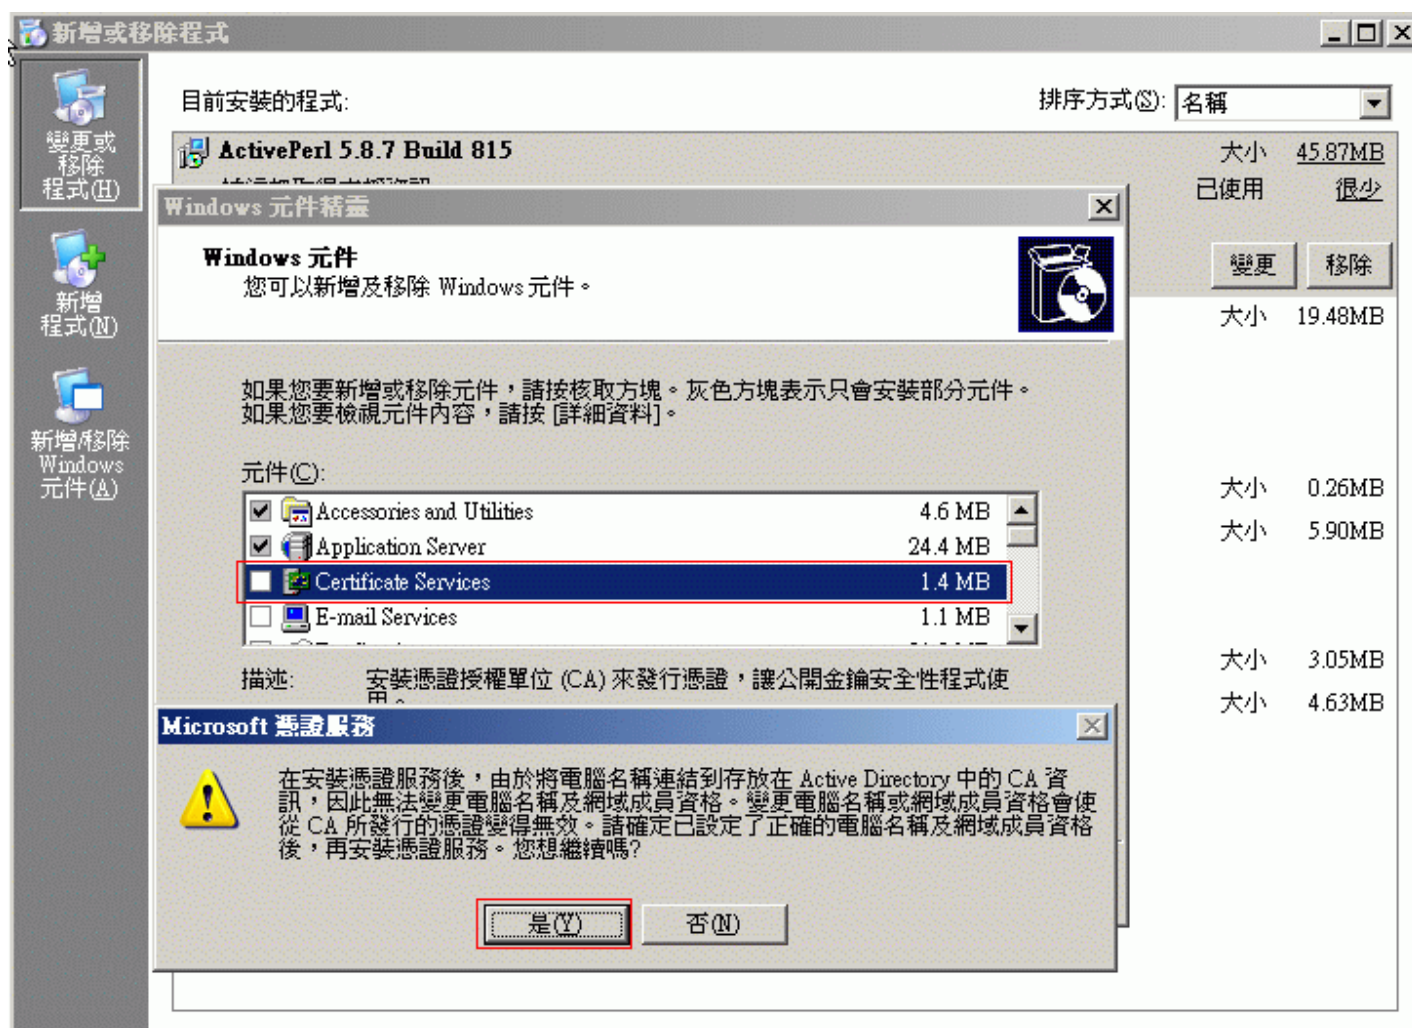 新增或移除程式
變更或
移除
程式(H)
新增
程式(N)
新增/移除
Windows
元件(A)
目前安裝的程式:
排序方式(S): 名稱
ActivePerl 5.8.7 Build 815
大小 45.87MB
已使用 很少
變更 移除
大小 19.48MB
大小 0.26MB
大小 5.90MB
大小 3.05MB
大小 4.63MB
Windows 元件精靈
Windows 元件
您可以新增及移除 Windows 元件。
如果您要新增或移除元件，請按核取方塊。灰色方塊表示只會安裝部分元件。
如果您要檢視元件內容，請按 [詳細資料]。
元件(C):
Accessories and Utilities 4.6 MB
Application Server 24.4 MB
Certificate Services 1.4 MB
E-mail Services 1.1 MB
描述: 安裝憑證授權單位 (CA) 來發行憑證，讓公開金鑰安全性程式使
用。
Microsoft 憑證服務
在安裝憑證服務後，由於將電腦名稱連結到存放在 Active Directory 中的 CA 資
訊，因此無法變更電腦名稱及網域成員資格。變更電腦名稱或網域成員資格會使
從 CA 所發行的憑證變得無效。請確定已設定了正確的電腦名稱及網域成員資格
後，再安裝憑證服務。您想繼續嗎?
是(Y) 否(N)